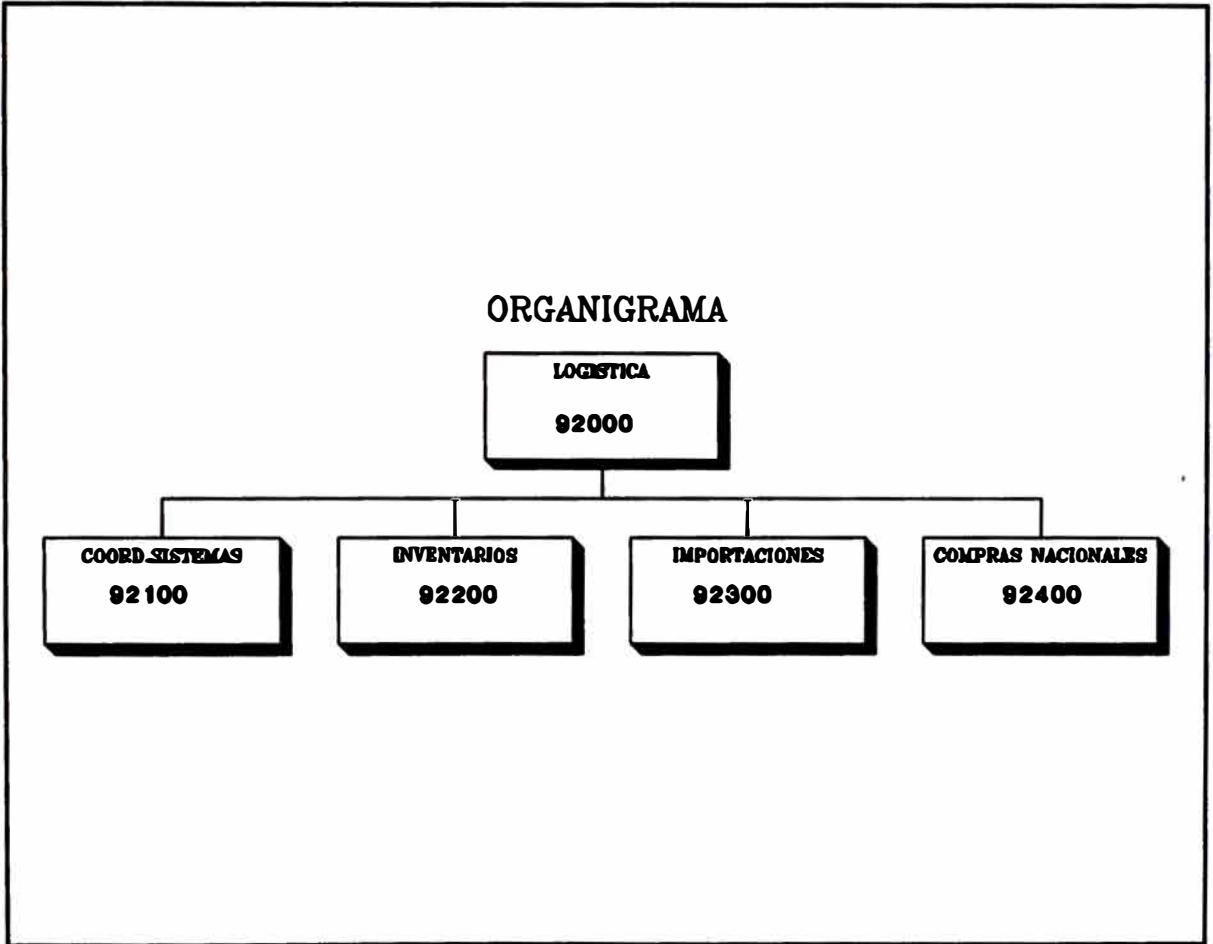 ORGANIGRAMA
LOGISTICA
92000
COORD.SISTEMAS
92100
INVENTARIOS
92200
IMPORTACIONES
92300
COMPRAS NACIONALES
92400